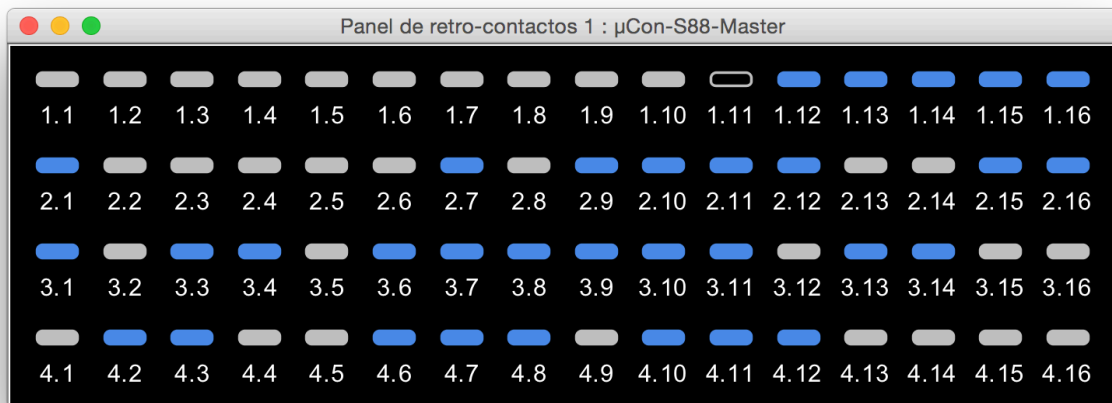 Panel de retro-contactos 1 : µCon-S88-Master
1.1 1.2 1.3 1.4 1.5 1.6 1.7 1.8 1.9 1.10 1.11 1.12 1.13 1.14 1.15 1.16
2.1 2.2 2.3 2.4 2.5 2.6 2.7 2.8 2.9 2.10 2.11 2.12 2.13 2.14 2.15 2.16
3.1 3.2 3.3 3.4 3.5 3.6 3.7 3.8 3.9 3.10 3.11 3.12 3.13 3.14 3.15 3.16
4.1 4.2 4.3 4.4 4.5 4.6 4.7 4.8 4.9 4.10 4.11 4.12 4.13 4.14 4.15 4.16